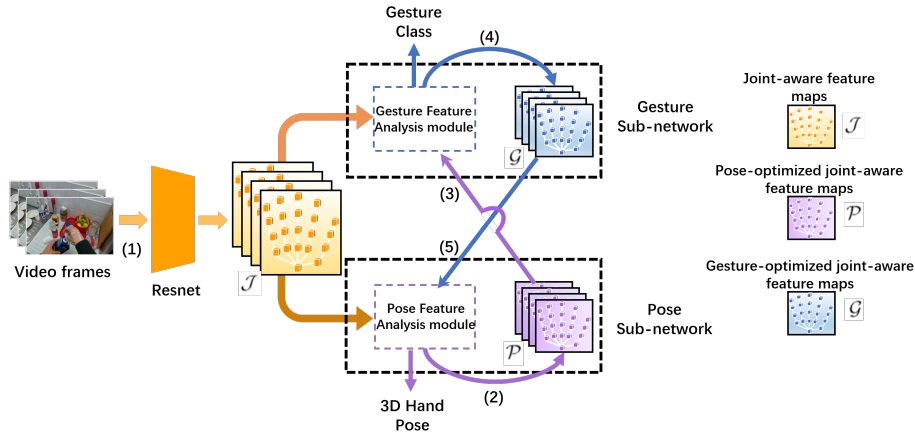 Gesture
Class
(4)
Gesture Feature
Analysis module
𝒢
Gesture
Sub-network
(3)
(1)
Video frames
Resnet
𝒥
(5)
Pose Feature
Analysis module
𝒫
Pose
Sub-network
(2)
3D Hand
Pose
Joint-aware feature
maps
𝒥
Pose-optimized joint-aware
feature maps
𝒫
Gesture-optimized joint-aware
feature maps
𝒢